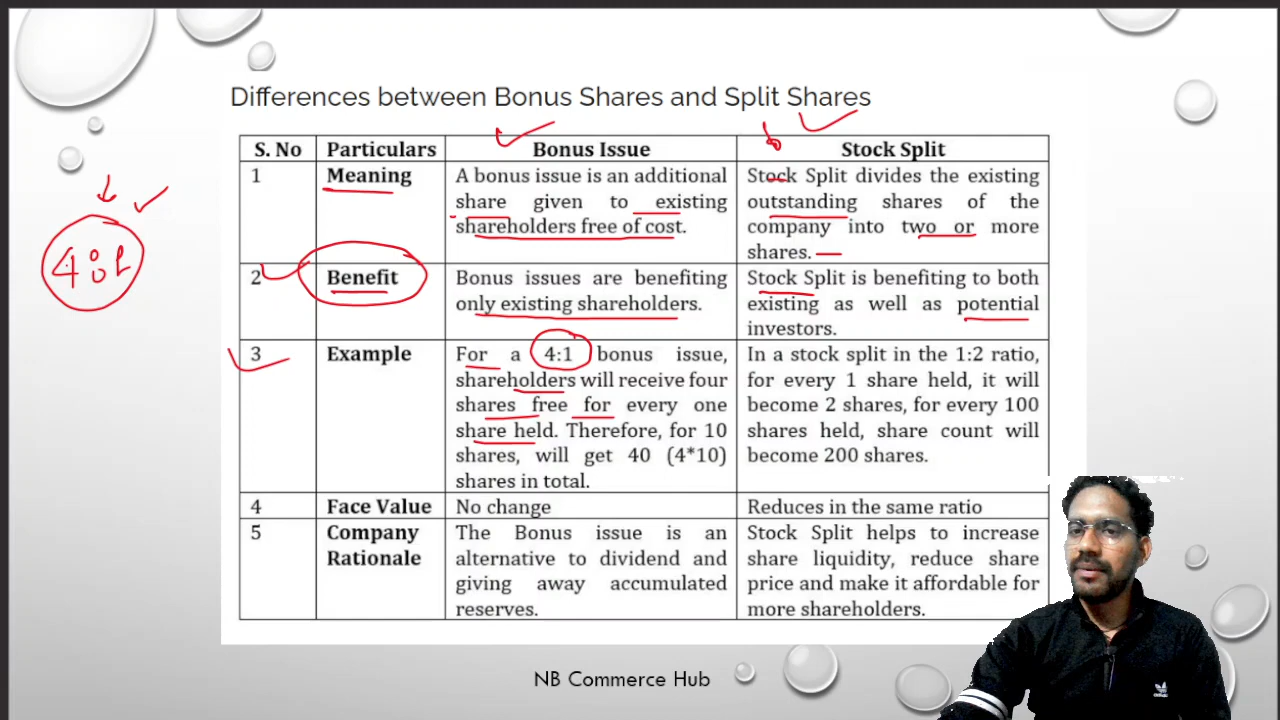 Differences between Bonus Shares and Split Shares
S. No Particulars Bonus Issue Stock Split
1 Meaning A bonus issue is an additional
share given to existing
shareholders free of cost.
Stock Split divides the existing
outstanding shares of the
company into two or more
shares.
2 Benefit Bonus issues are benefiting
only existing shareholders.
Stock Split is benefiting to both
existing as well as potential
investors.
3 Example For a 4:1 bonus issue,
shareholders will receive four
shares free for every one
share held. Therefore, for 10
shares, will get 40 (4*10)
shares in total.
In a stock split in the 1:2 ratio,
for every 1 share held, it will
become 2 shares, for every 100
shares held, share count will
become 200 shares.
4 Face Value No change Reduces in the same ratio
5 Company
Rationale
The Bonus issue is an
alternative to dividend and
giving away accumulated
reserves.
Stock Split helps to increase
share liquidity, reduce share
price and make it affordable for
more shareholders.
4:1
NB Commerce Hub
adidas